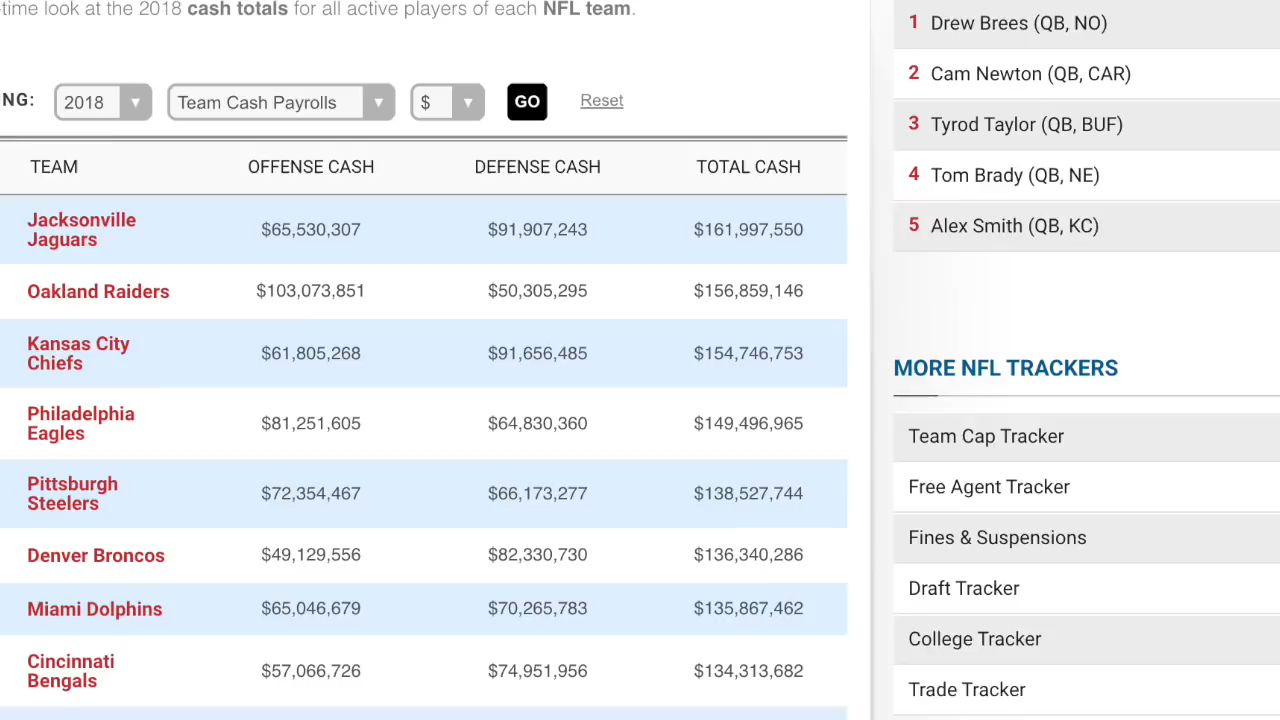 -time look at the 2018 cash totals for all active players of each NFL team.
NG: 2018 Team Cash Payrolls $ GO Reset
TEAM OFFENSE CASH DEFENSE CASH TOTAL CASH
Jacksonville
Jaguars $65,530,307 $91,907,243 $161,997,550
Oakland Raiders $103,073,851 $50,305,295 $156,859,146
Kansas City
Chiefs $61,805,268 $91,656,485 $154,746,753
Philadelphia
Eagles $81,251,605 $64,830,360 $149,496,965
Pittsburgh
Steelers $72,354,467 $66,173,277 $138,527,744
Denver Broncos $49,129,556 $82,330,730 $136,340,286
Miami Dolphins $65,046,679 $70,265,783 $135,867,462
Cincinnati
Bengals $57,066,726 $74,951,956 $134,313,682
1 Drew Brees (QB, NO)
2 Cam Newton (QB, CAR)
3 Tyrod Taylor (QB, BUF)
4 Tom Brady (QB, NE)
5 Alex Smith (QB, KC)
MORE NFL TRACKERS
Team Cap Tracker
Free Agent Tracker
Fines & Suspensions
Draft Tracker
College Tracker
Trade Tracker